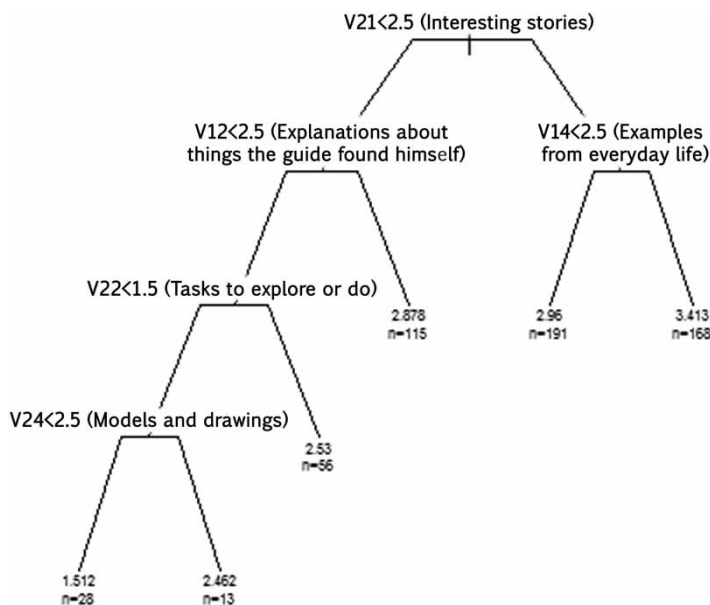 V21<2.5 (Interesting stories)
V12<2.5 (Explanations about
things the guide found himself)
V14<2.5 (Examples
from everyday life)
V22<1.5 (Tasks to explore or do)
2.878
n=115
2.96
n=191
3.413
n=168
V24<2.5 (Models and drawings)
2.53
n=56
1.512
n=28
2.462
n=13